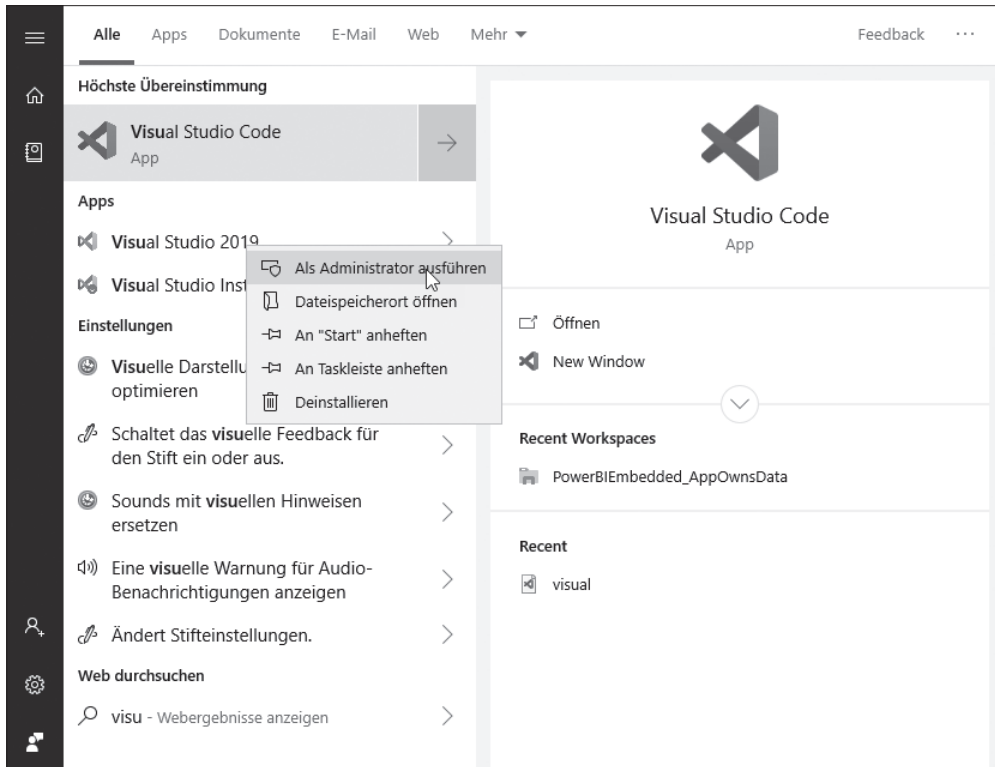 Alle Apps Dokumente E-Mail Web Mehr Feedback ...
Höchste Übereinstimmung
Visual Studio Code
App
Apps
Visual Studio 2019
Visual Studio Inst
Einstellungen
Visuelle Darstellu
optimieren
Schaltet das visuelle Feedback für
den Stift ein oder aus.
Sounds mit visuellen Hinweisen
ersetzen
Eine visuelle Warnung für Audio-
Benachrichtigungen anzeigen
Ändert Stifteinstellungen.
Web durchsuchen
visu - Webergebnisse anzeigen
Als Administrator ausführen
Dateispeicherort öffnen
An "Start" anheften
An Taskleiste anheften
Deinstallieren
Visual Studio Code
App
Öffnen
New Window
Recent Workspaces
PowerBIEmbedded_AppOwnsData
Recent
visual